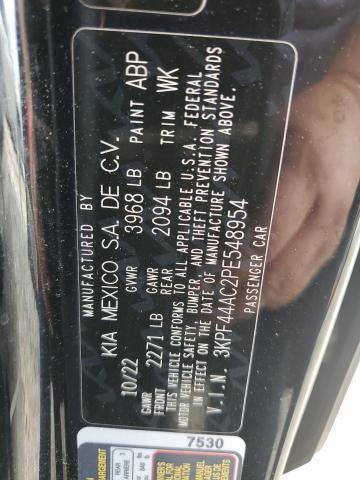 MANUFACTURED BY
KIA MEXICO S.A. DE C.V.
10/22 GVWR 3968 LB PAINT ABP
GAWR FRONT 2271 LB GAWR REAR 2094 LB TRIM WK
THIS VEHICLE CONFORMS TO ALL APPLICABLE U.S.A. FEDERAL
MOTOR VEHICLE SAFETY, BUMPER, AND THEFT PREVENTION STANDARDS
IN EFFECT ON THE DATE OF MANUFACTURE SHOWN ABOVE.
V.I.N. 3KPF44AC2PE548954
PASSENGER CAR
7530
REAR 3